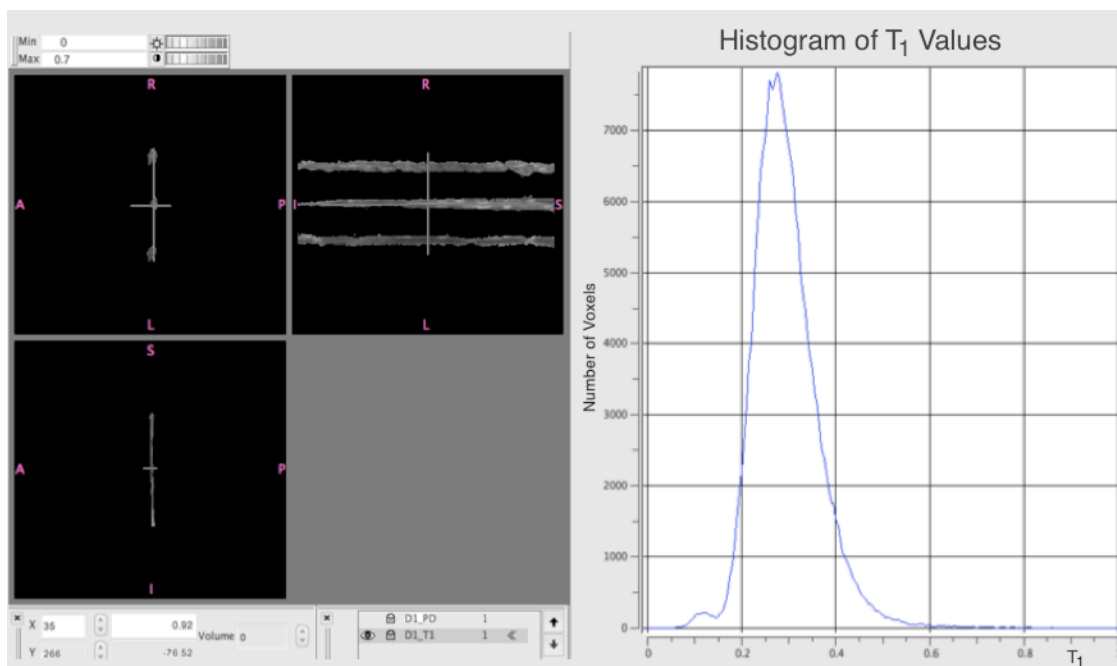 Min 0
Max 0.7
R
A P
L
R
I S
L
S
A P
I
X 35 0.92 Volume 0
Y 266 -76.52
D1_PD 1
D1_T1 1
Histogram of T1 Values
Number of Voxels
7000
6000
5000
4000
3000
2000
1000
0
0 0.2 0.4 0.6 0.8
T1